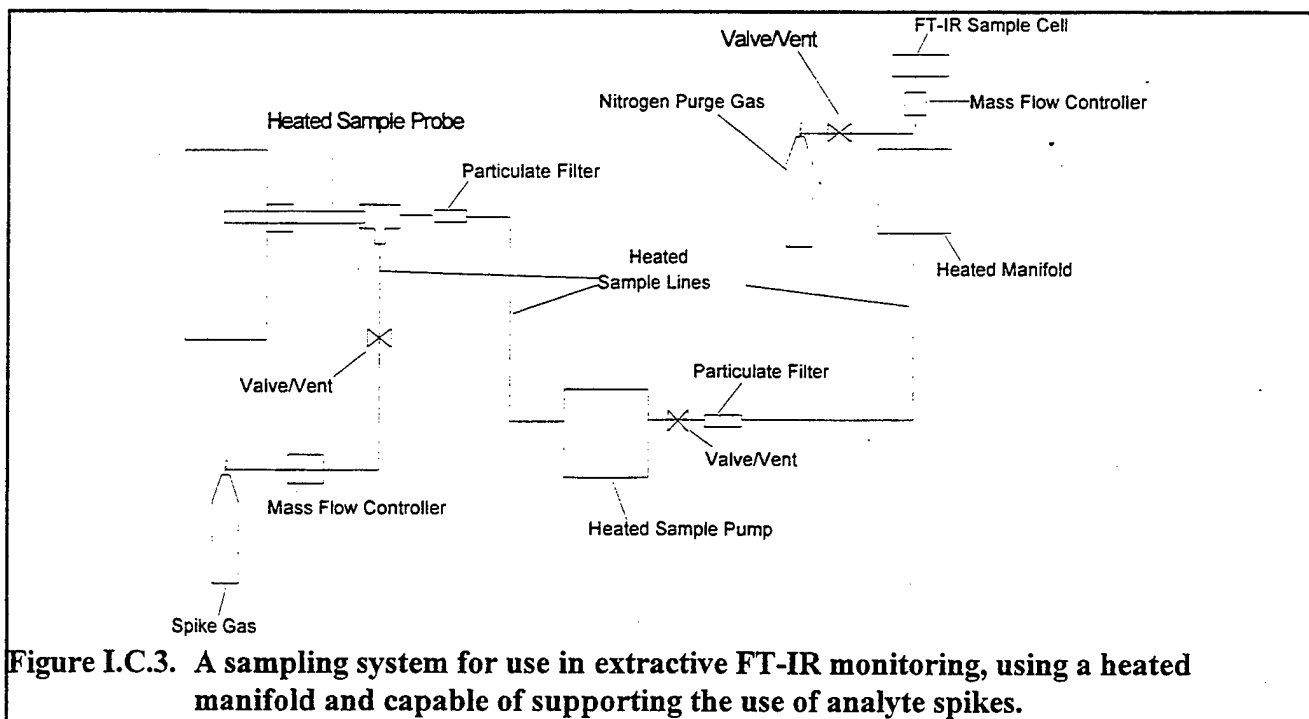 FT-IR Sample Cell
Valve/Vent
Nitrogen Purge Gas
Mass Flow Controller
Heated Sample Probe
Particulate Filter
Heated
Sample Lines
Heated Manifold
Valve/Vent
Particulate Filter
Valve/Vent
Mass Flow Controller
Heated Sample Pump
Spike Gas
Figure I.C.3. A sampling system for use in extractive FT-IR monitoring, using a heated
manifold and capable of supporting the use of analyte spikes.